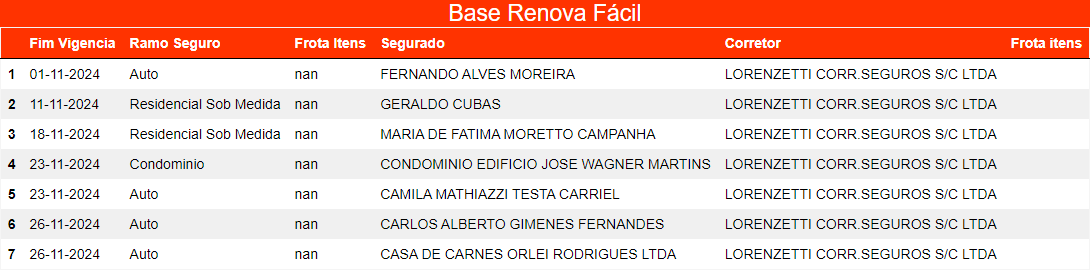 Base Renova Fácil
Fim Vigencia Ramo Seguro Frota Itens Segurado Corretor Frota itens
1 01-11-2024 Auto nan FERNANDO ALVES MOREIRA LORENZETTI CORR.SEGUROS S/C LTDA
2 11-11-2024 Residencial Sob Medida nan GERALDO CUBAS LORENZETTI CORR.SEGUROS S/C LTDA
3 18-11-2024 Residencial Sob Medida nan MARIA DE FATIMA MORETTO CAMPANHA LORENZETTI CORR.SEGUROS S/C LTDA
4 23-11-2024 Condominio nan CONDOMINIO EDIFICIO JOSE WAGNER MARTINS LORENZETTI CORR.SEGUROS S/C LTDA
5 23-11-2024 Auto nan CAMILA MATHIAZZI TESTA CARRIEL LORENZETTI CORR.SEGUROS S/C LTDA
6 26-11-2024 Auto nan CARLOS ALBERTO GIMENES FERNANDES LORENZETTI CORR.SEGUROS S/C LTDA
7 26-11-2024 Auto nan CASA DE CARNES ORLEI RODRIGUES LTDA LORENZETTI CORR.SEGUROS S/C LTDA